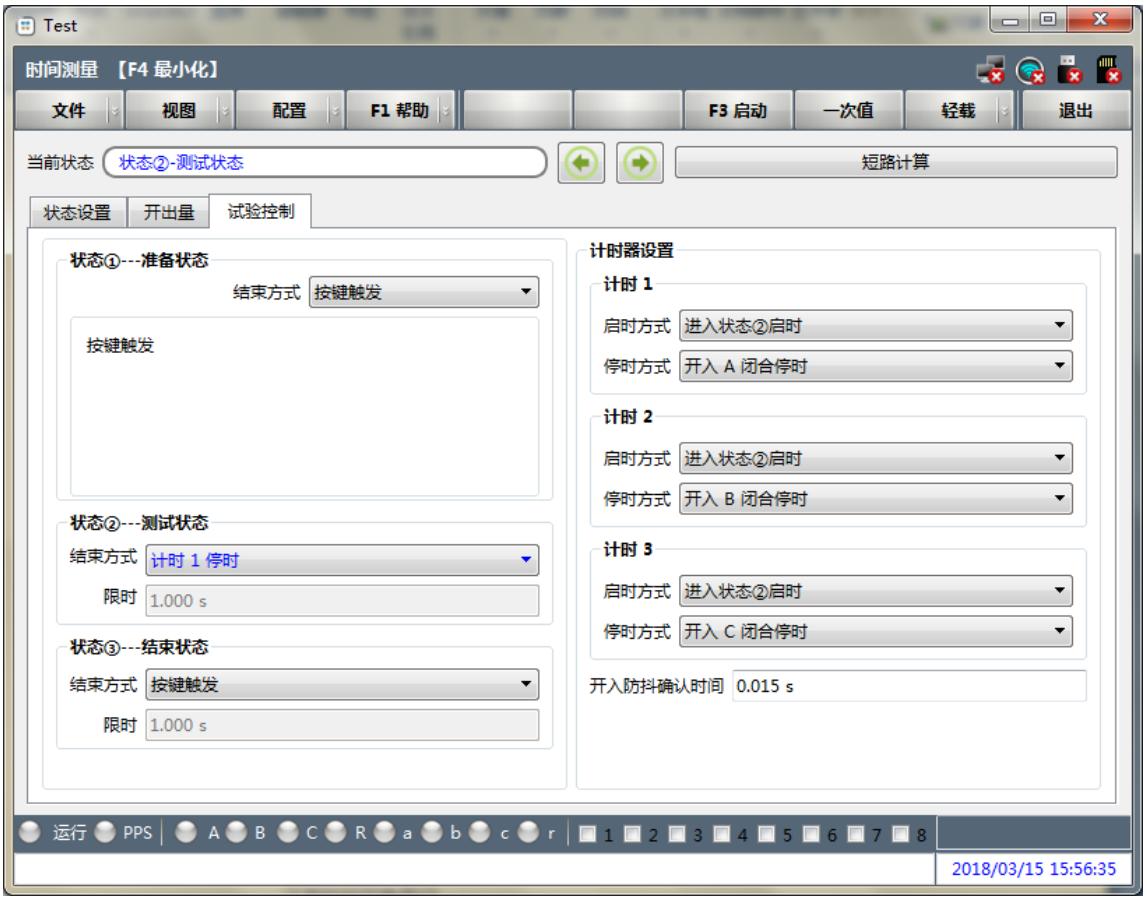 Test
时间测量 【F4 最小化】
文件 视图 配置 F1 帮助 F3 启动 一次值 轻载 退出
当前状态 状态②-测试状态 短路计算
状态设置 开出量 试验控制
状态①---准备状态
结束方式 按键触发
按键触发
状态②---测试状态
结束方式 计时 1 停时
限时 1.000 s
状态③---结束状态
结束方式 按键触发
限时 1.000 s
计时器设置
计时 1
启时方式 进入状态②启时
停时方式 开入 A 闭合停时
计时 2
启时方式 进入状态②启时
停时方式 开入 B 闭合停时
计时 3
启时方式 进入状态②启时
停时方式 开入 C 闭合停时
开入防抖确认时间 0.015 s
运行 PPS A B C R a b c r 1 2 3 4 5 6 7 8
2018/03/15 15:56:35